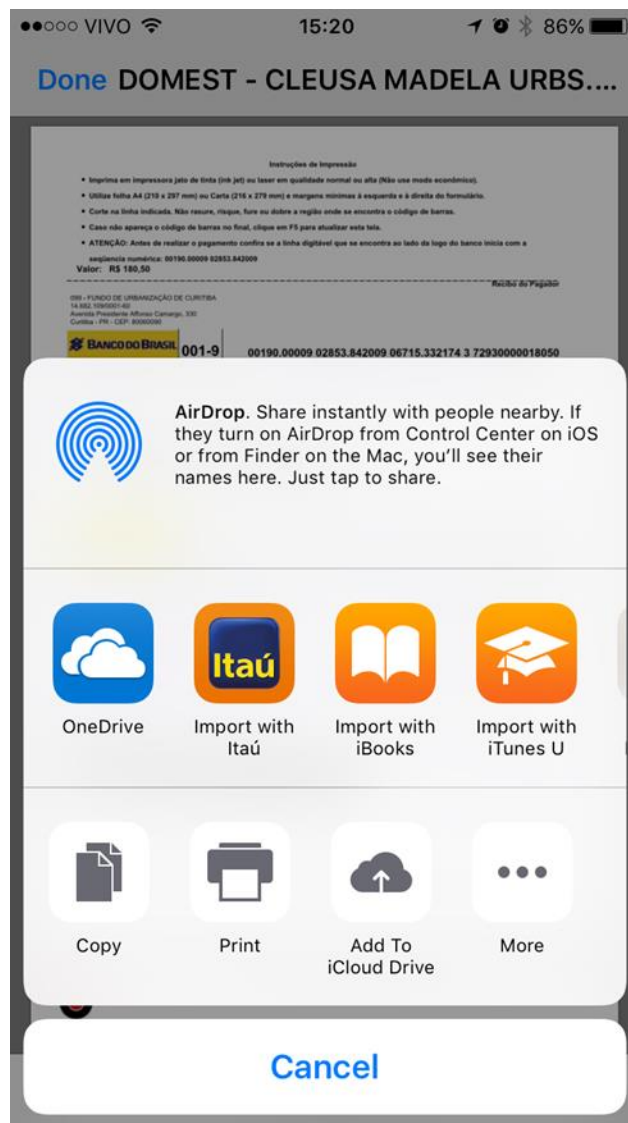 VIVO 15:20 86%
Done DOMEST - CLEUSA MADELA URBS....
Instruções de Impressão
• Imprima em impressora jato de tinta (ink jet) ou laser em qualidade normal ou alta (Não use modo econômico).
• Utilize folha A4 (210 x 297 mm) ou Carta (216 x 279 mm) e margens mínimas à esquerda e à direita do formulário.
• Corte na linha indicada. Não rasure, risque, fure ou dobre a região onde se encontra o código de barras.
• Caso não apareça o código de barras no final, clique em F5 para atualizar esta tela.
• ATENÇÃO: Antes de realizar o pagamento confira se a linha digitável que se encontra ao lado da logo do banco inicia com a
seqüencia numérica: 00190.00009 02853.842009
Valor: R$ 180,50
Recibo do Pagador
099 - FUNDO DE URBANIZAÇÃO DE CURITIBA
14.682.109/0001-60
Avenida Presidente Affonso Camargo, 330
Curitiba - PR - CEP: 80060090
BANCO DO BRASIL 001-9 00190.00009 02853.842009 06715.332174 3 72930000018050
AirDrop. Share instantly with people nearby. If
they turn on AirDrop from Control Center on iOS
or from Finder on the Mac, you'll see their
names here. Just tap to share.
Itaú
OneDrive
Import with
Itaú
Import with
iBooks
Import with
iTunes U
Copy
Print
Add To
iCloud Drive
More
Cancel